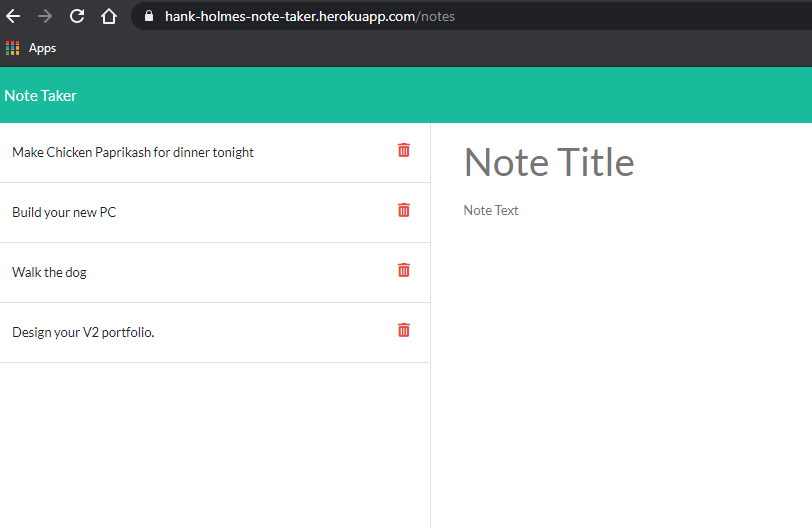 hank-holmes-note-taker.herokuapp.com/notes
Apps
Note Taker
Make Chicken Paprikash for dinner tonight
Build your new PC
Walk the dog
Design your V2 portfolio.
Note Title
Note Text